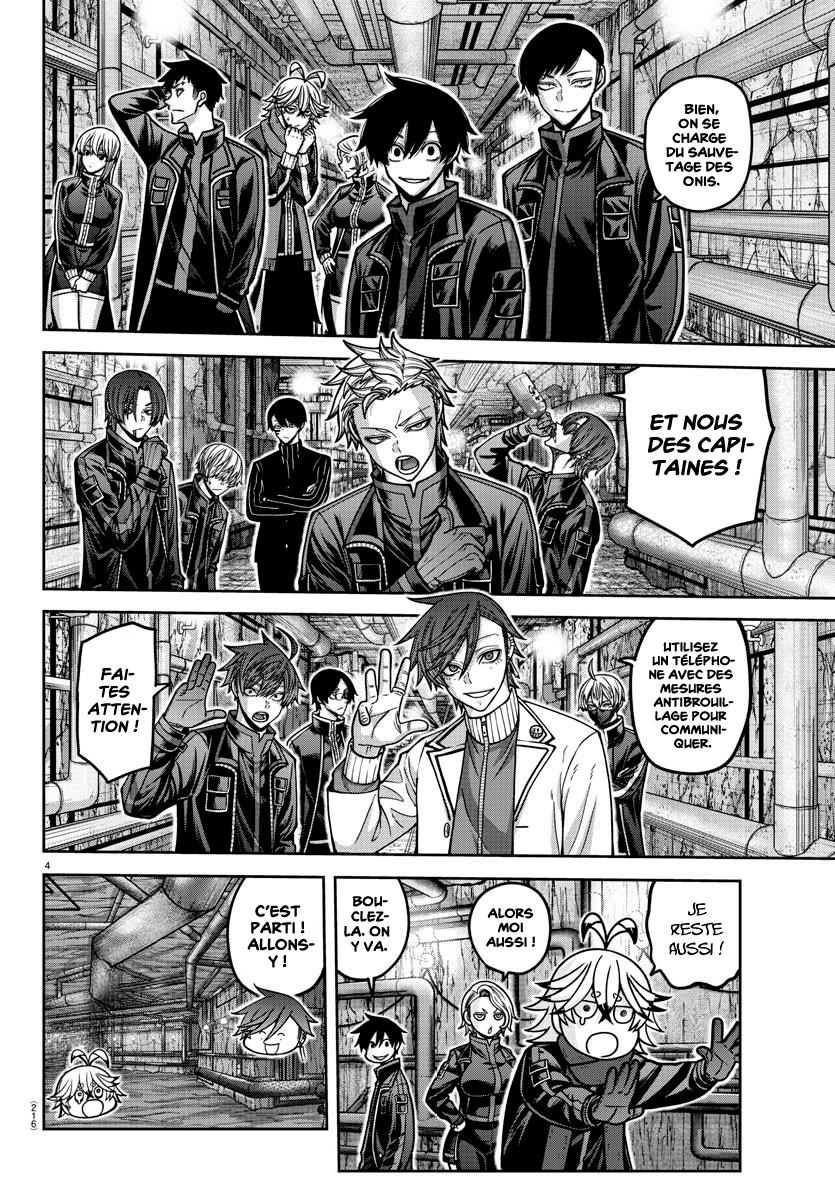 BIEN,
ON SE
CHARGE
DU SAUVE-
TAGE DES
ONIS.
ET NOUS
DES CAPI-
TAINES !
UTILISEZ
UN TÉLÉPHO-
NE AVEC DES
MESURES
ANTIBROUIL-
LAGE POUR
COMMUNI-
QUER.
FAI-
TES
ATTEN-
TION !
4
JE
RESTE
AUSSI !
ALORS
MOI
AUSSI !
BOU-
CLEZ-
LA. ON
Y VA.
C'EST
PARTI !
ALLONS-
Y !
(216)